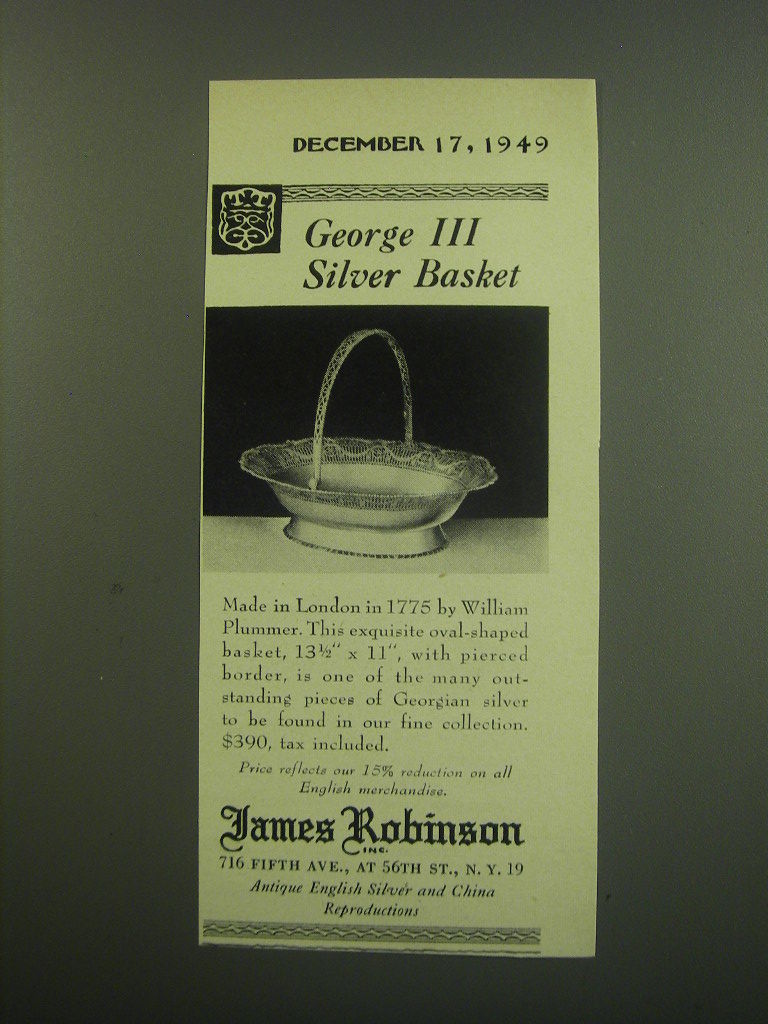 DECEMBER 17, 1949
George III
Silver Basket
Made in London in 1775 by William
Plummer. This exquisite oval-shaped
basket, 13½" x 11", with pierced
border, is one of the many out-
standing pieces of Georgian silver
to be found in our fine collection.
$390, tax included.
Price reflects our 15% reduction on all
English merchandise.
James Robinson
INC.
716 FIFTH AVE., AT 56TH ST., N. Y. 19
Antique English Silver and China
Reproductions